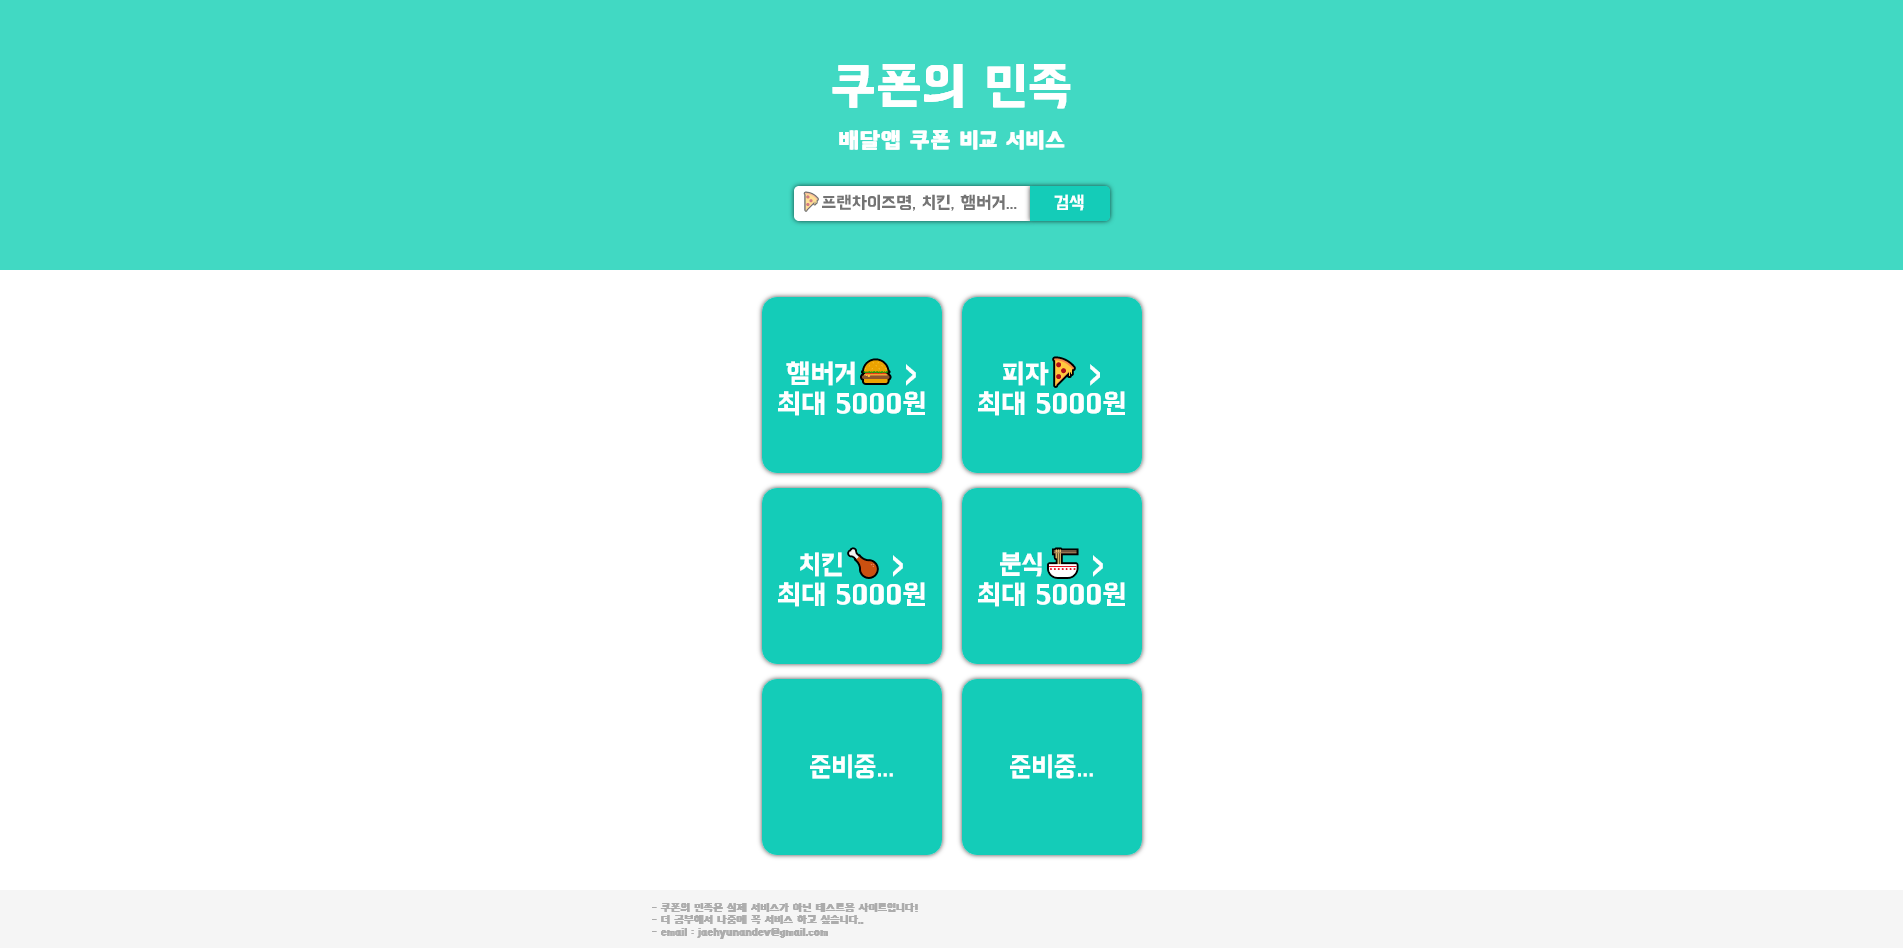 쿠폰의 민족
배달앱 쿠폰 비교 서비스
🍕프랜차이즈명, 치킨, 햄버거... 검색
햄버거🍔 >
최대 5000원
피자🍕 >
최대 5000원
치킨🍗 >
최대 5000원
분식🍜 >
최대 5000원
준비중...
준비중...
- 쿠폰의 민족은 실제 서비스가 아닌 테스트용 사이트입니다!
- 더 공부해서 나중에 꼭 서비스 하고 싶습니다..
- email : jaehyunandev@gmail.com